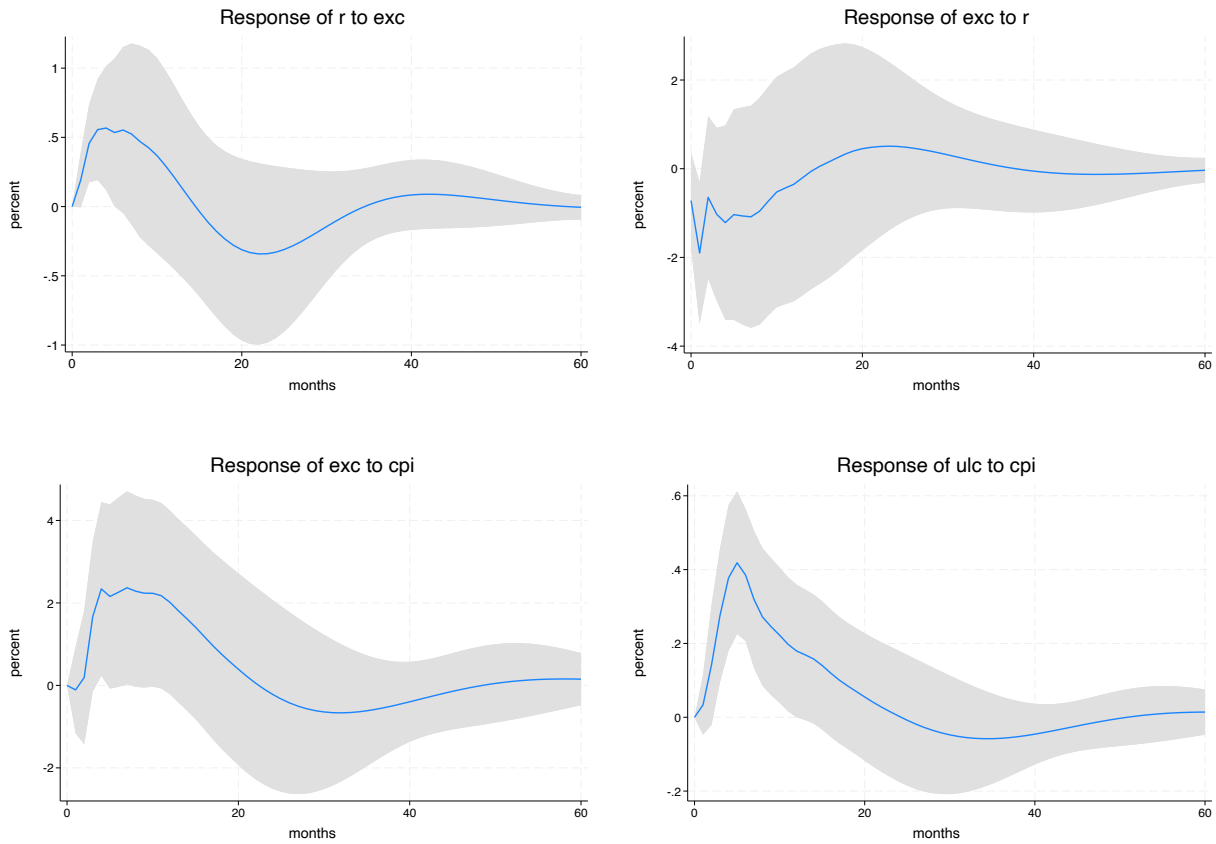 Response of r to exc
percent
1
.5
0
-.5
-1
0 20 40 60
months
Response of exc to r
percent
2
0
-2
-4
0 20 40 60
months
Response of exc to cpi
percent
4
2
0
-2
0 20 40 60
months
Response of ulc to cpi
percent
.6
.4
.2
0
-.2
0 20 40 60
months